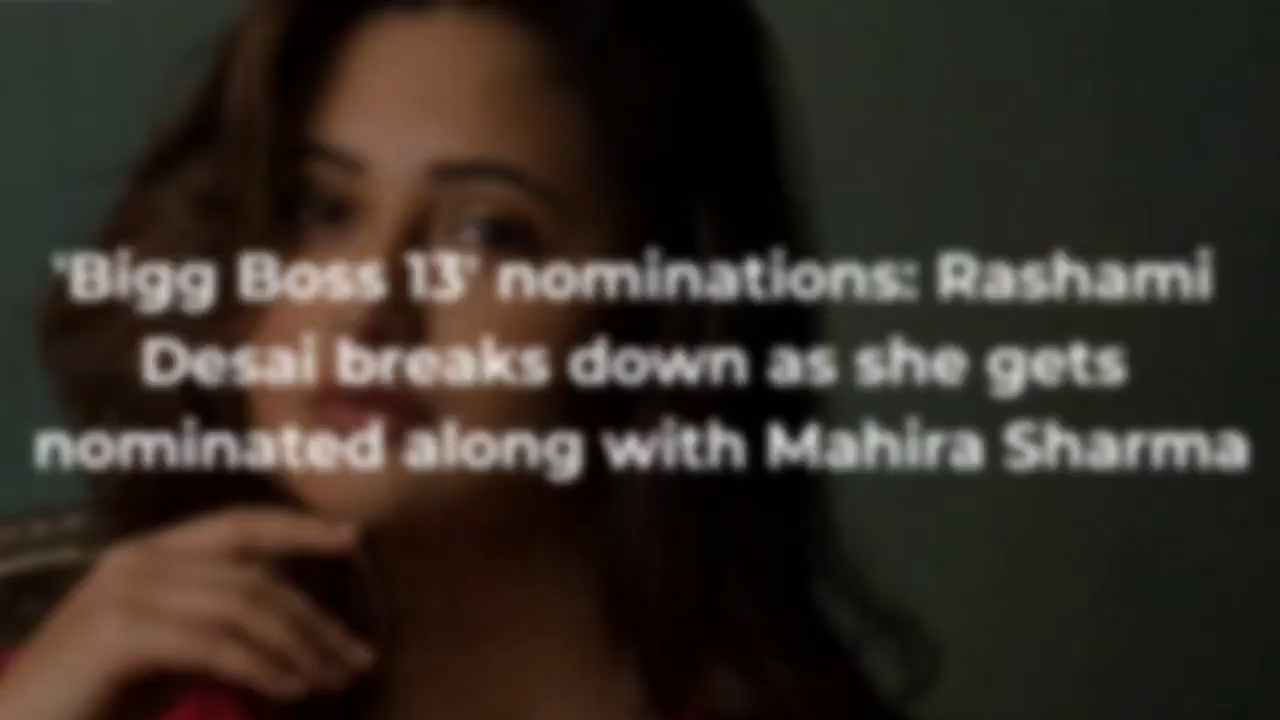 'Bigg Boss 13' nominations: Rashami
Desai breaks down as she gets
nominated along with Mahira Sharma